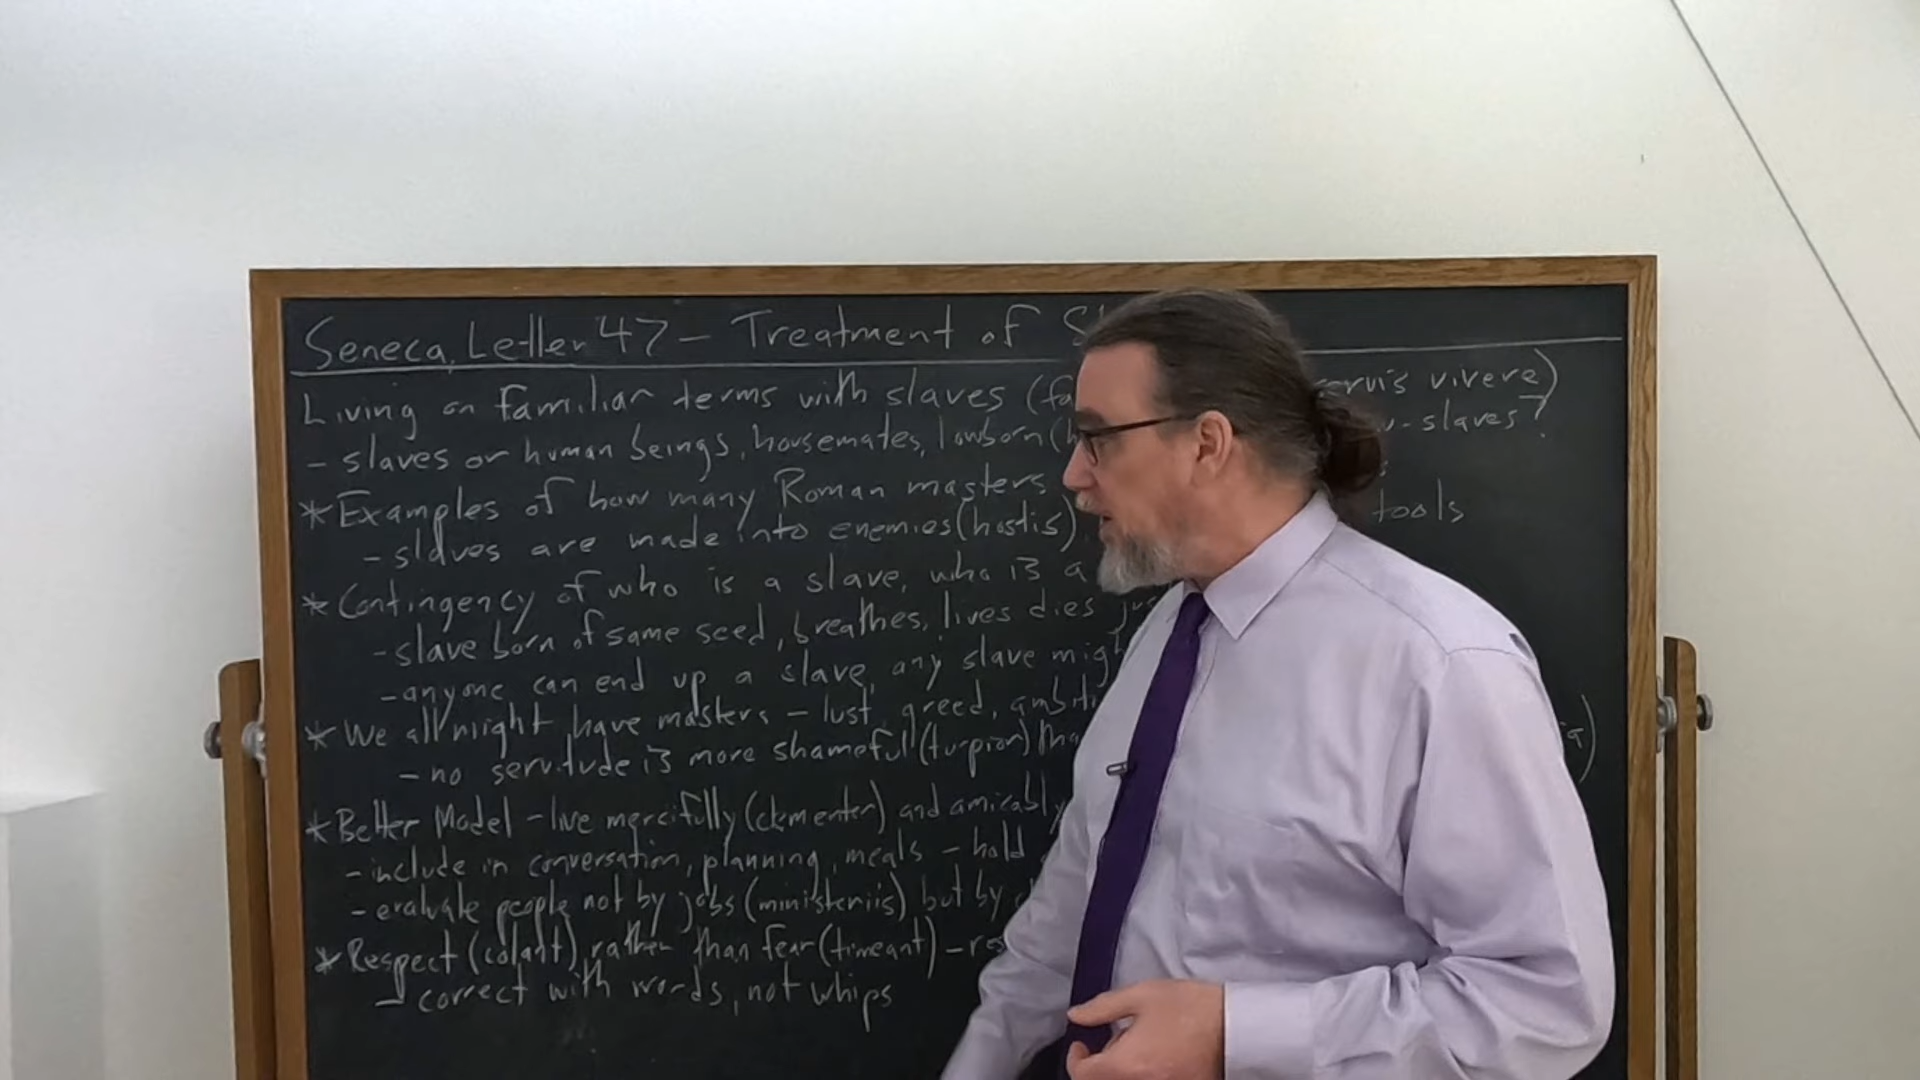 Seneca, Letter 47 – Treatment of
Living on familiar terms with slaves ( vivere)
- slaves or human beings, housemates, lowborn ( -slaves?
* Examples of how many Roman masters
- slaves are made into enemies (hostis) tools
* Contingency of who is a slave, who is a
- slave born of same seed, breathes, lives dies
- anyone can end up a slave, any slave
* We all might have masters – lust, greed,
- no servitude is more shameful (turpior)
* Better Model – live mercifully (clementer) and amicably
- include in conversation, planning, meals – hold
- evaluate people not by jobs (ministeriis) but by
* Respect (colant) rather than fear (timeant) –
- correct with words, not whips